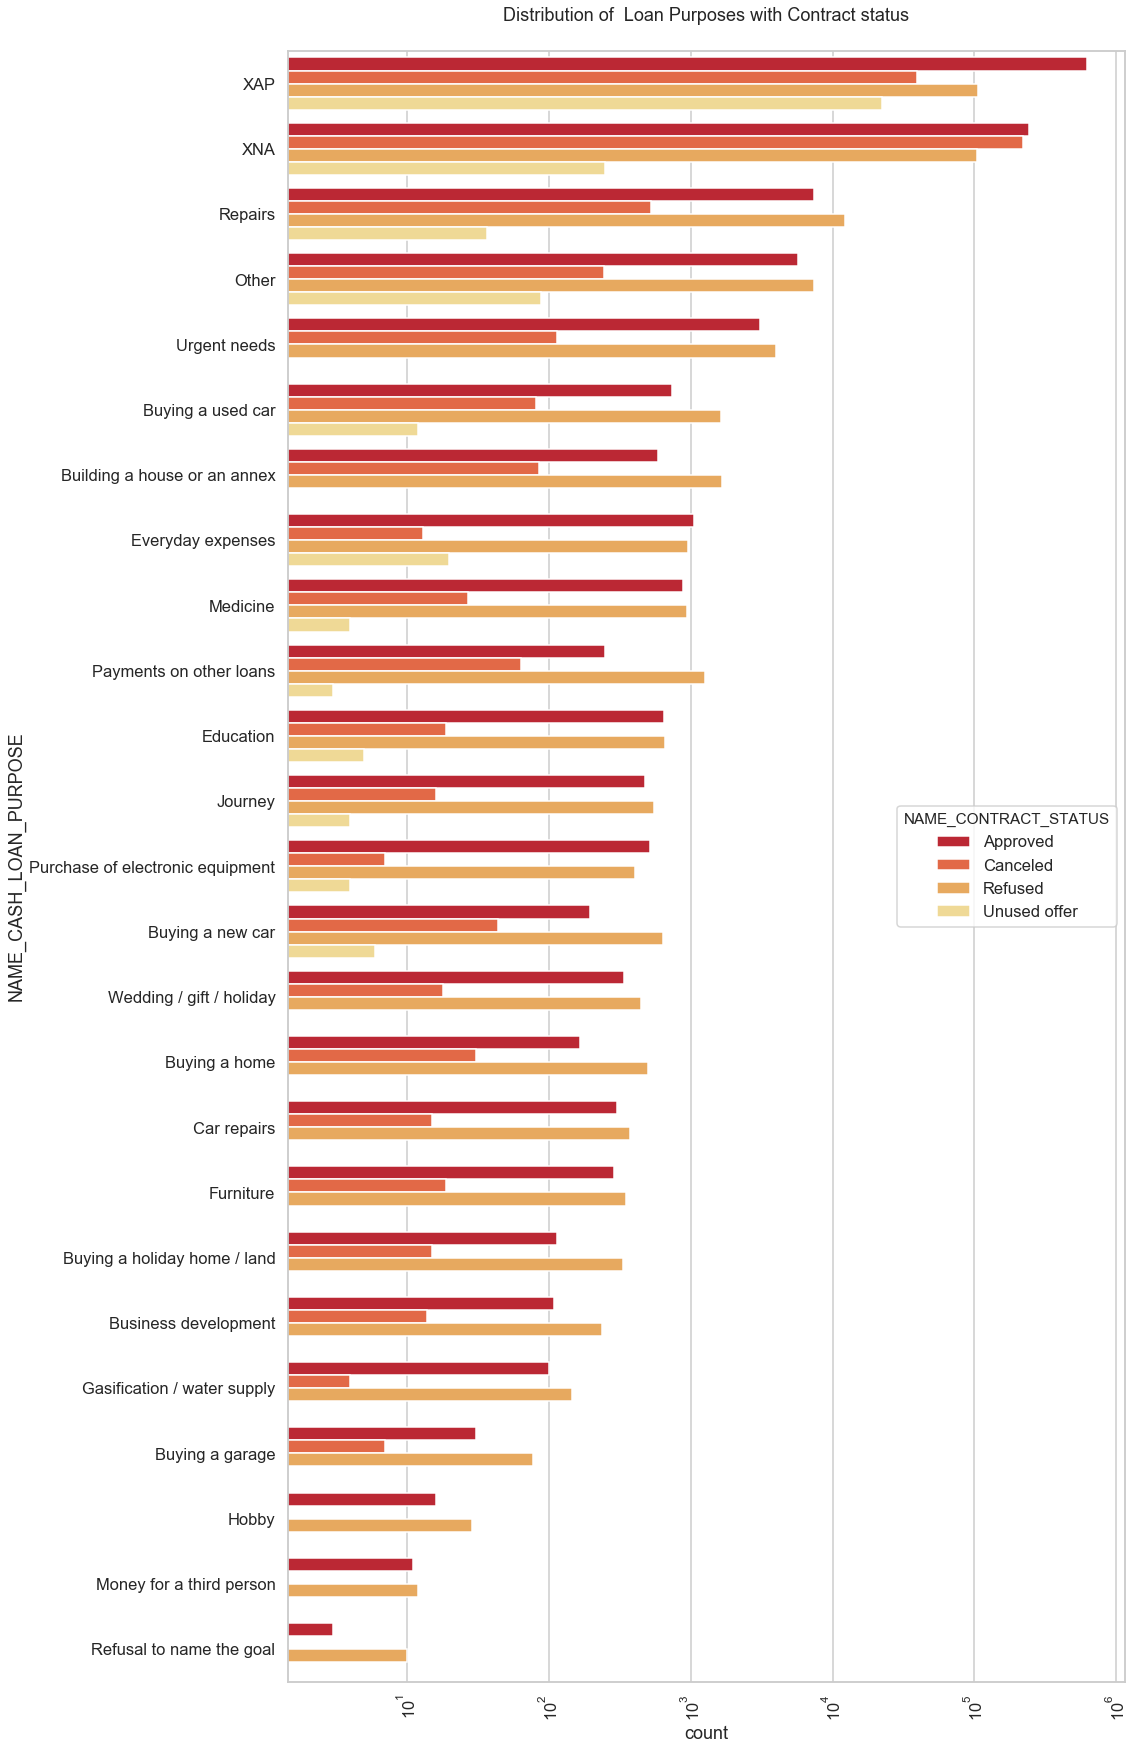 Distribution of  Loan Purposes with Contract status
NAME_CASH_LOAN_PURPOSE
XAP
XNA
Repairs
Other
Urgent needs
Buying a used car
Building a house or an annex
Everyday expenses
Medicine
Payments on other loans
Education
Journey
Purchase of electronic equipment
Buying a new car
Wedding / gift / holiday
Buying a home
Car repairs
Furniture
Buying a holiday home / land
Business development
Gasification / water supply
Buying a garage
Hobby
Money for a third person
Refusal to name the goal
NAME_CONTRACT_STATUS
Approved
Canceled
Refused
Unused offer
10¹ 10² 10³ 10⁴ 10⁵ 10⁶
count